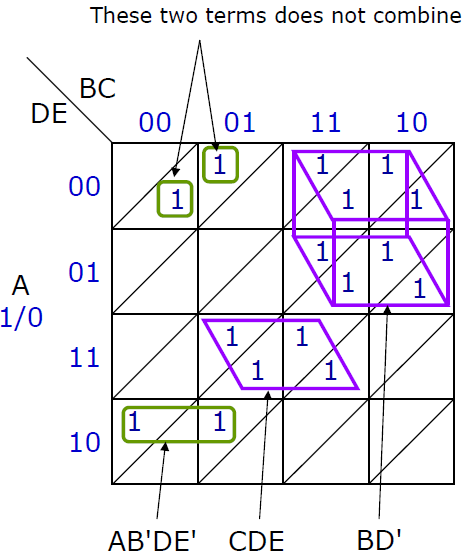 These two terms does not combine
BC
DE
00 01 11 10
00 1 1 1 1
1 1 1
01 1 1
A 1 1
1/0
11 1 1
1 1
10 1 1
AB'DE' CDE BD'